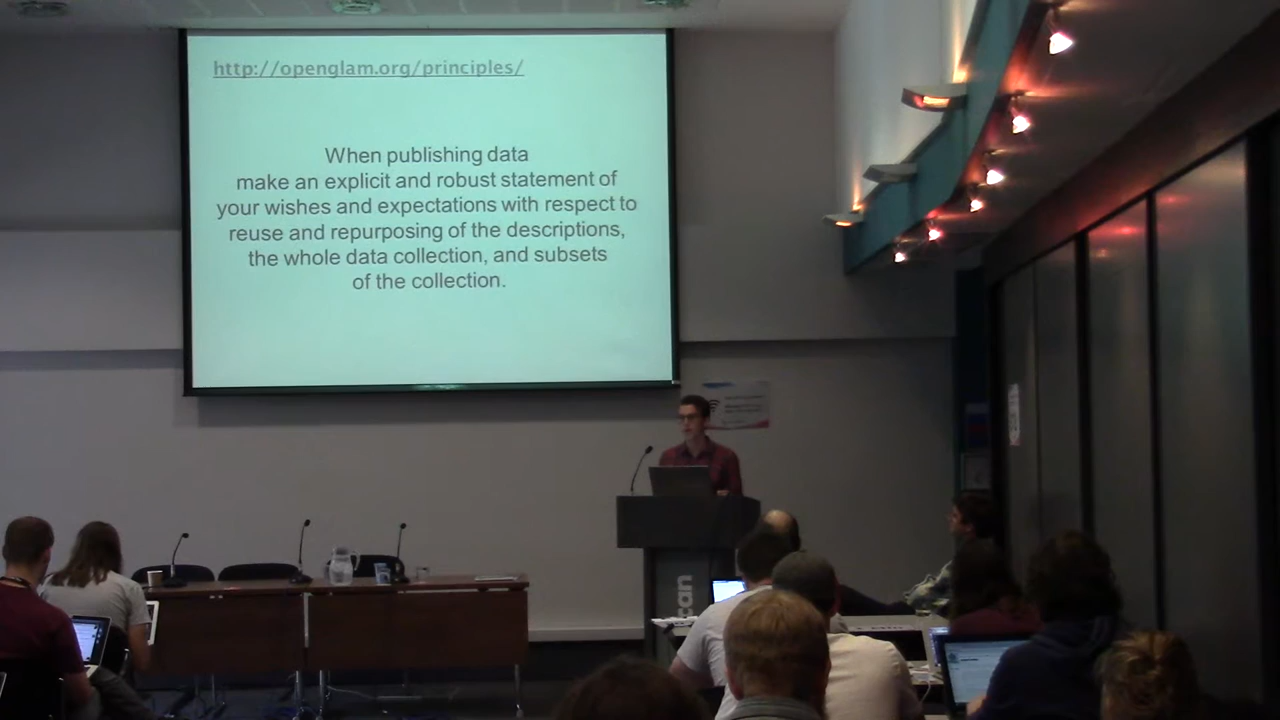 http://openglam.org/principles/
When publishing data
make an explicit and robust statement of
your wishes and expectations with respect to
reuse and repurposing of the descriptions,
the whole data collection, and subsets
of the collection.
can